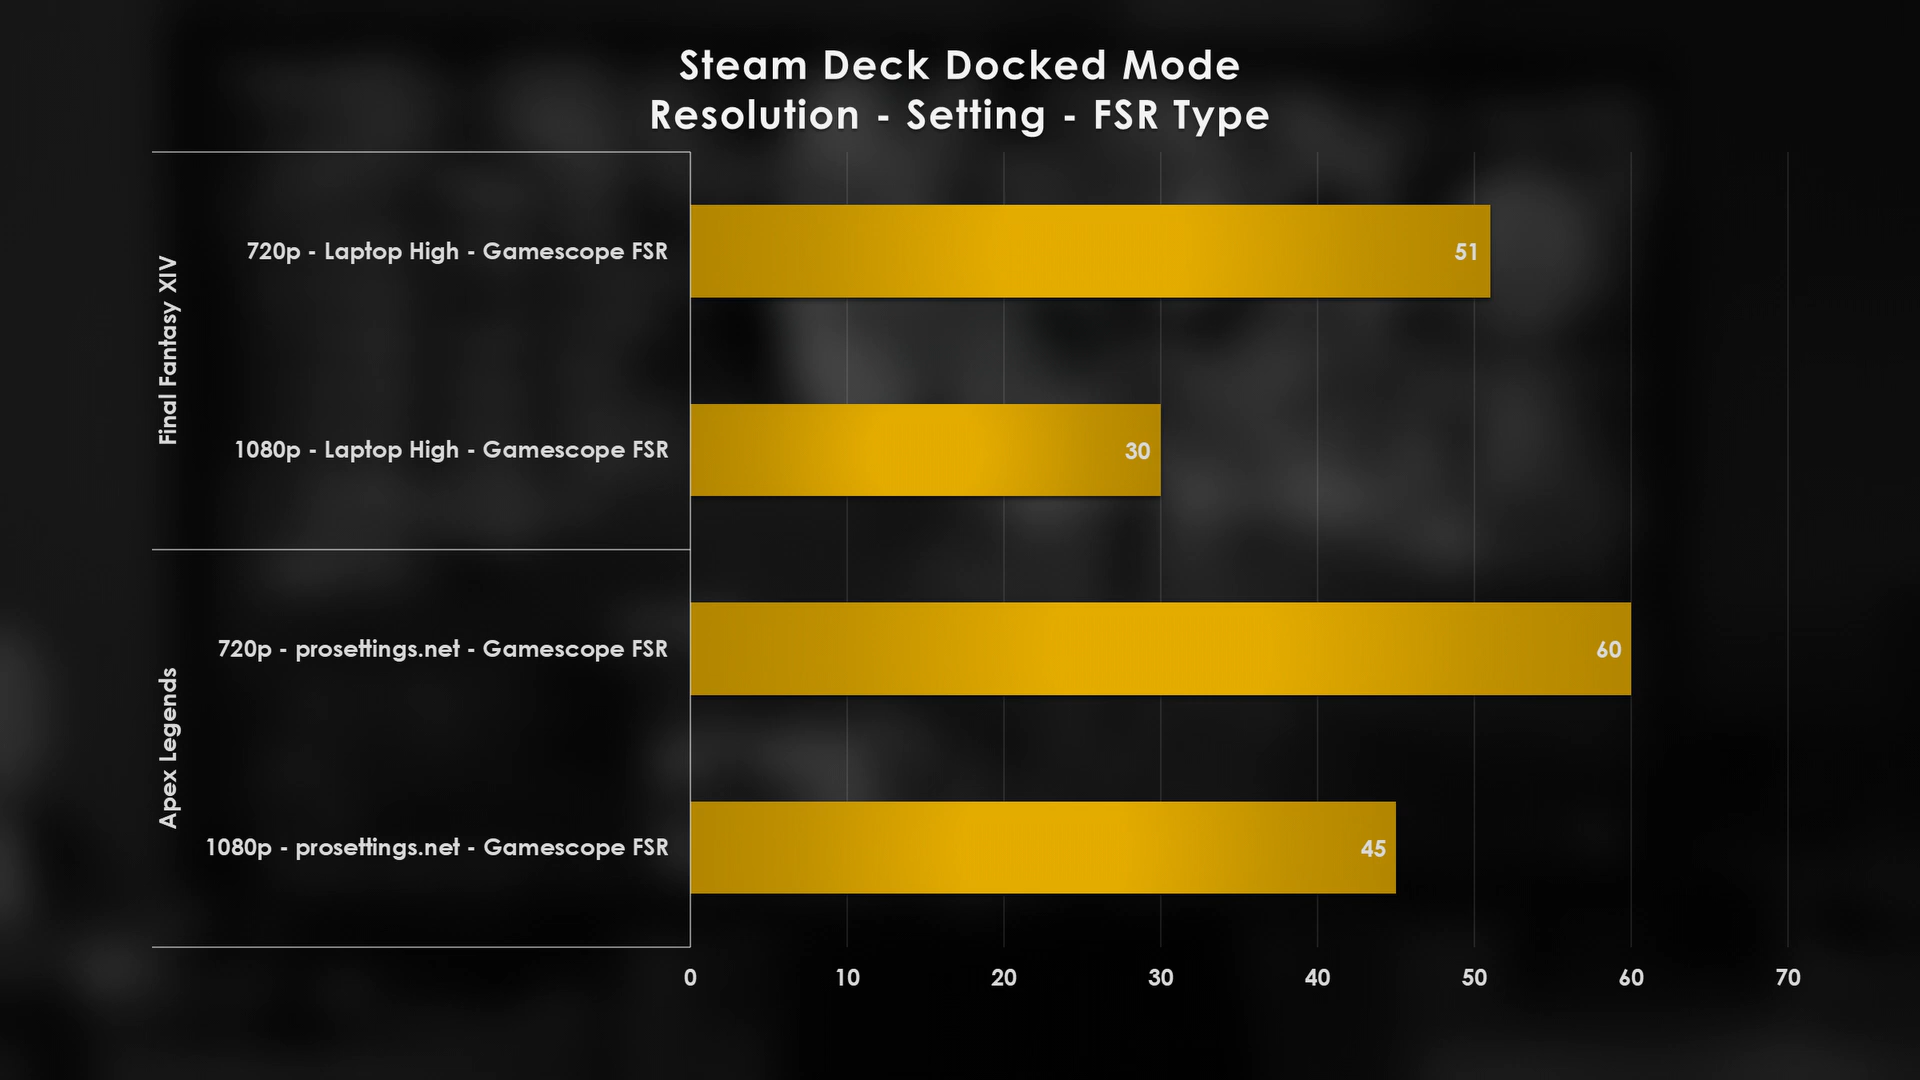 Steam Deck Docked Mode
Resolution - Setting - FSR Type
Final Fantasy XIV
720p - Laptop High - Gamescope FSR
51
1080p - Laptop High - Gamescope FSR
30
Apex Legends
720p - prosettings.net - Gamescope FSR
60
1080p - prosettings.net - Gamescope FSR
45
0 10 20 30 40 50 60 70